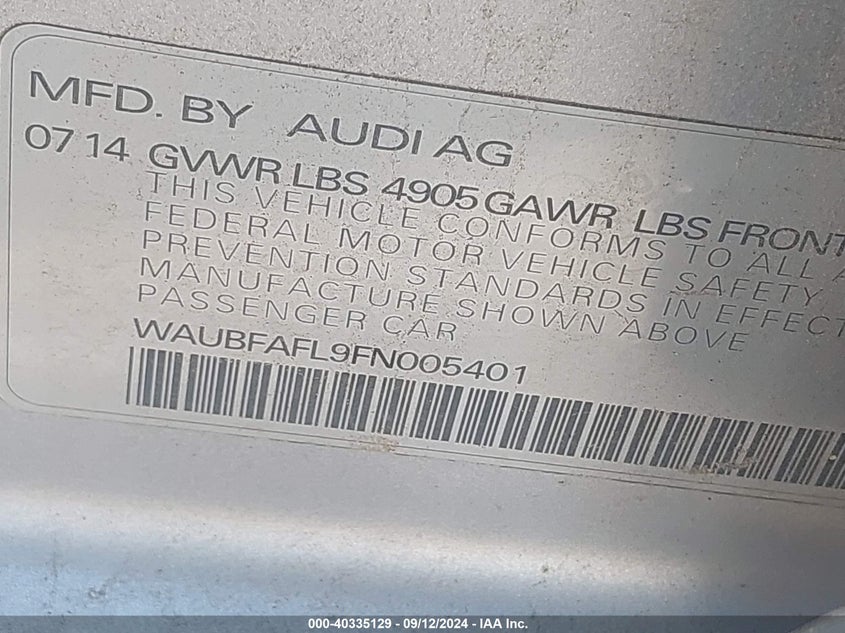 MFD. BY AUDI AG
07 14 GVWR LBS 4905 GAWR LBS FRONT
THIS VEHICLE CONFORMS TO ALL A
FEDERAL MOTOR VEHICLE SAFETY
PREVENTION STANDARDS IN EFFECT
MANUFACTURE SHOWN ABOVE
PASSENGER CAR
WAUBFAFL9FN005401
000-40335129 - 09/12/2024 - IAA Inc.